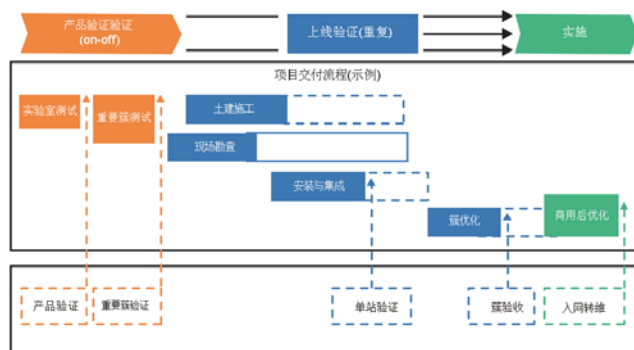 产品验证验证
(on-off)
上线验证(重复)
实施
项目交付流程(示例)
实验室测试
重要簇测试
土建施工
现场勘查
安装与集成
簇优化
商用后优化
产品验证
重要簇验证
单站验证
簇验收
入网转维